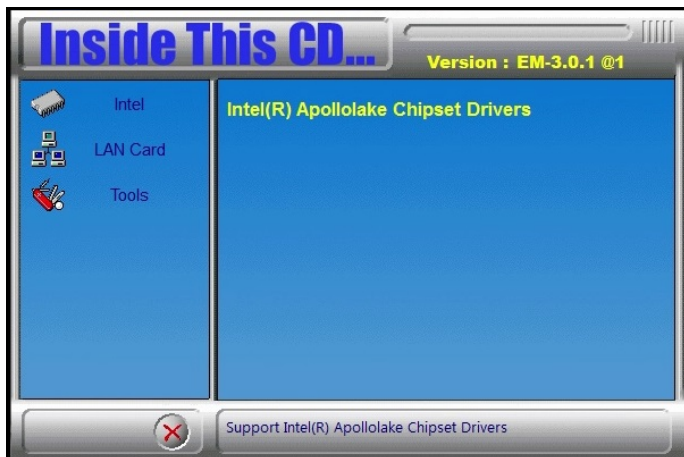 Inside This CD...
Version : EM-3.0.1 @1
Intel
LAN Card
Tools
Intel(R) Apollolake Chipset Drivers
Support Intel(R) Apollolake Chipset Drivers